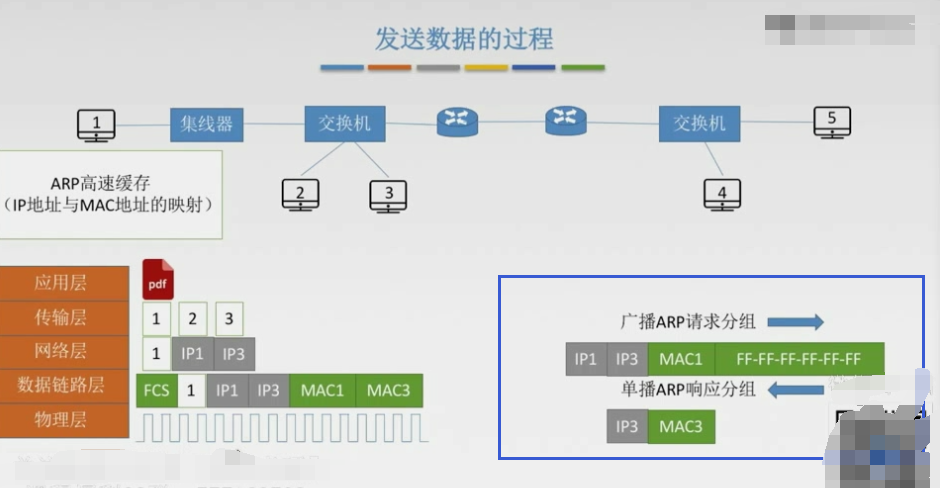 发送数据的过程
1
集线器
交换机
交换机
5
2
3
4
ARP高速缓存
（IP地址与MAC地址的映射）
应用层
pdf
传输层
1 2 3
网络层
1 IP1 IP3
数据链路层
FCS 1 IP1 IP3 MAC1 MAC3
物理层
广播ARP请求分组
IP1 IP3 MAC1 FF-FF-FF-FF-FF-FF
单播ARP响应分组
IP3 MAC3